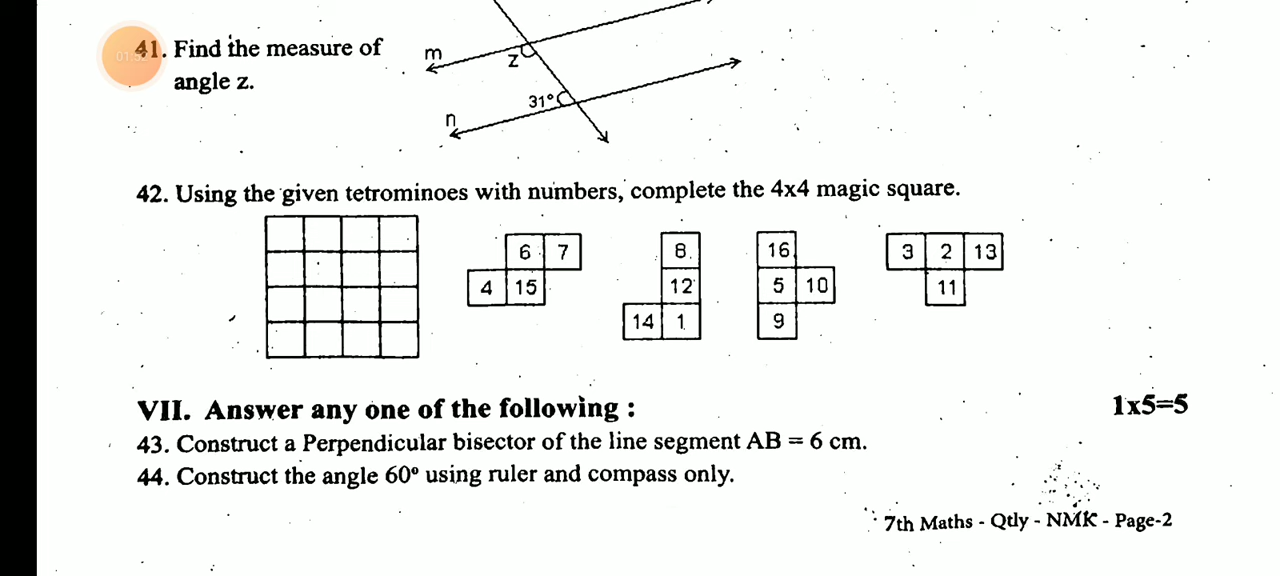 41. Find the measure of
angle z.
m
z
31°
n
42. Using the given tetrominoes with numbers, complete the 4x4 magic square.
6 7
4 15
8
12
14 1
16
5 10
9
3 2 13
11
VII. Answer any one of the following :
1x5=5
43. Construct a Perpendicular bisector of the line segment AB = 6 cm.
44. Construct the angle 60° using ruler and compass only.
7th Maths - Qtly - NMK - Page-2